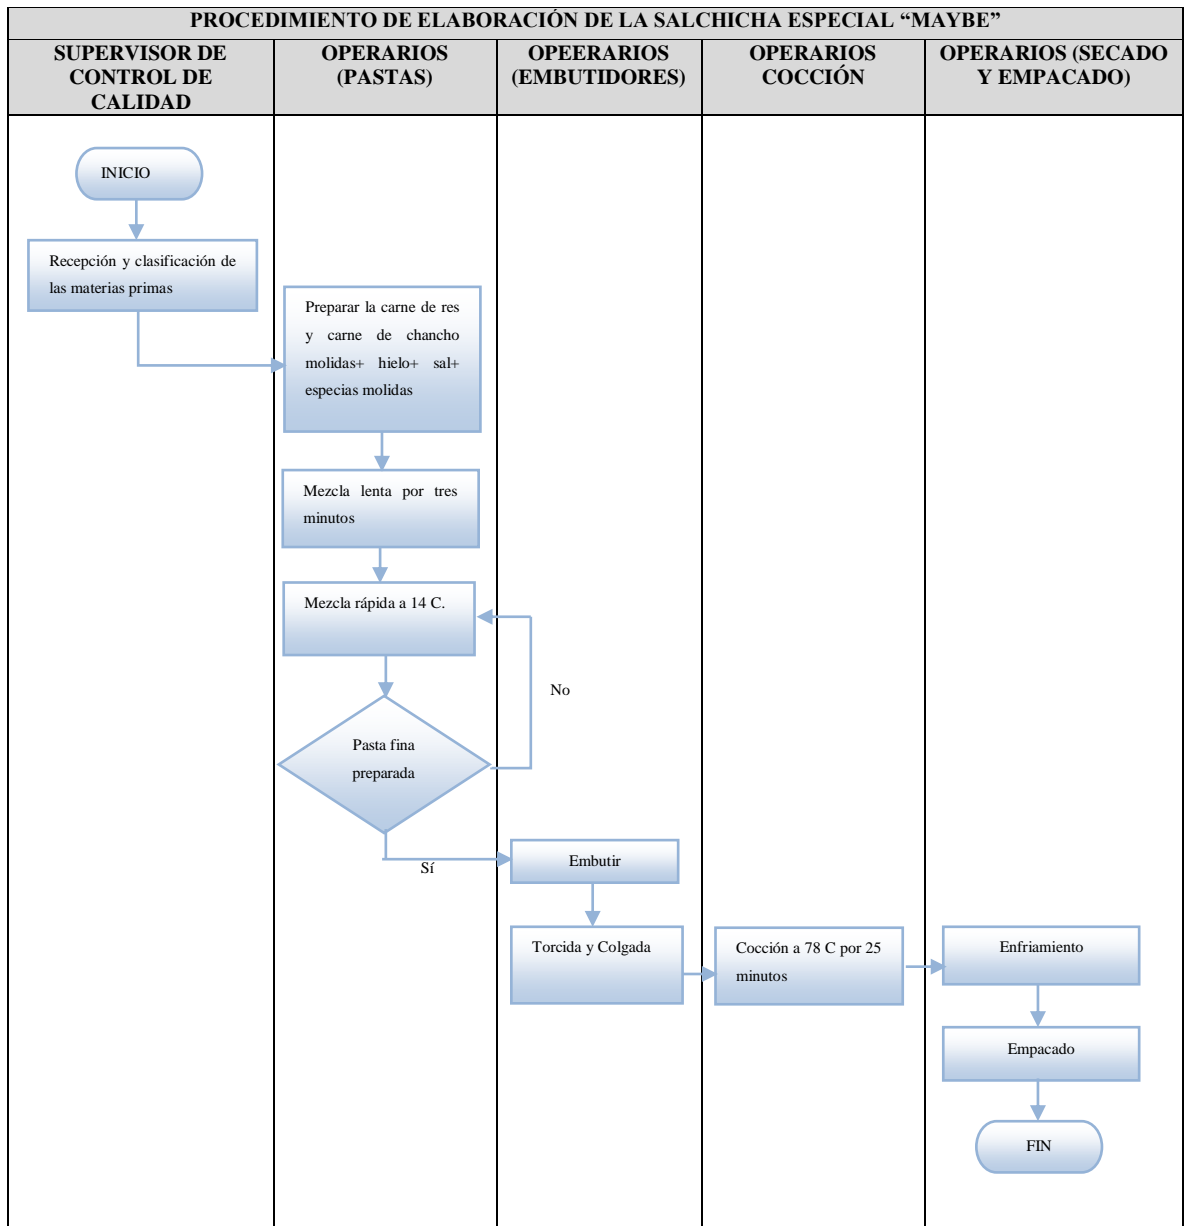 PROCEDIMIENTO DE ELABORACIÓN DE LA SALCHICHA ESPECIAL “MAYBE”
SUPERVISOR DE
CONTROL DE
CALIDAD
OPERARIOS
(PASTAS)
OPEERARIOS
(EMBUTIDORES)
OPERARIOS
COCCIÓN
OPERARIOS (SECADO
Y EMPACADO)
INICIO
Recepción y clasificación de
las materias primas
Preparar la carne de res
y carne de chancho
molidas+ hielo+ sal+
especias molidas
Mezcla lenta por tres
minutos
Mezcla rápida a 14 C.
No
Pasta fina
preparada
Sí
Embutir
Torcida y Colgada
Cocción a 78 C por 25
minutos
Enfriamiento
Empacado
FIN